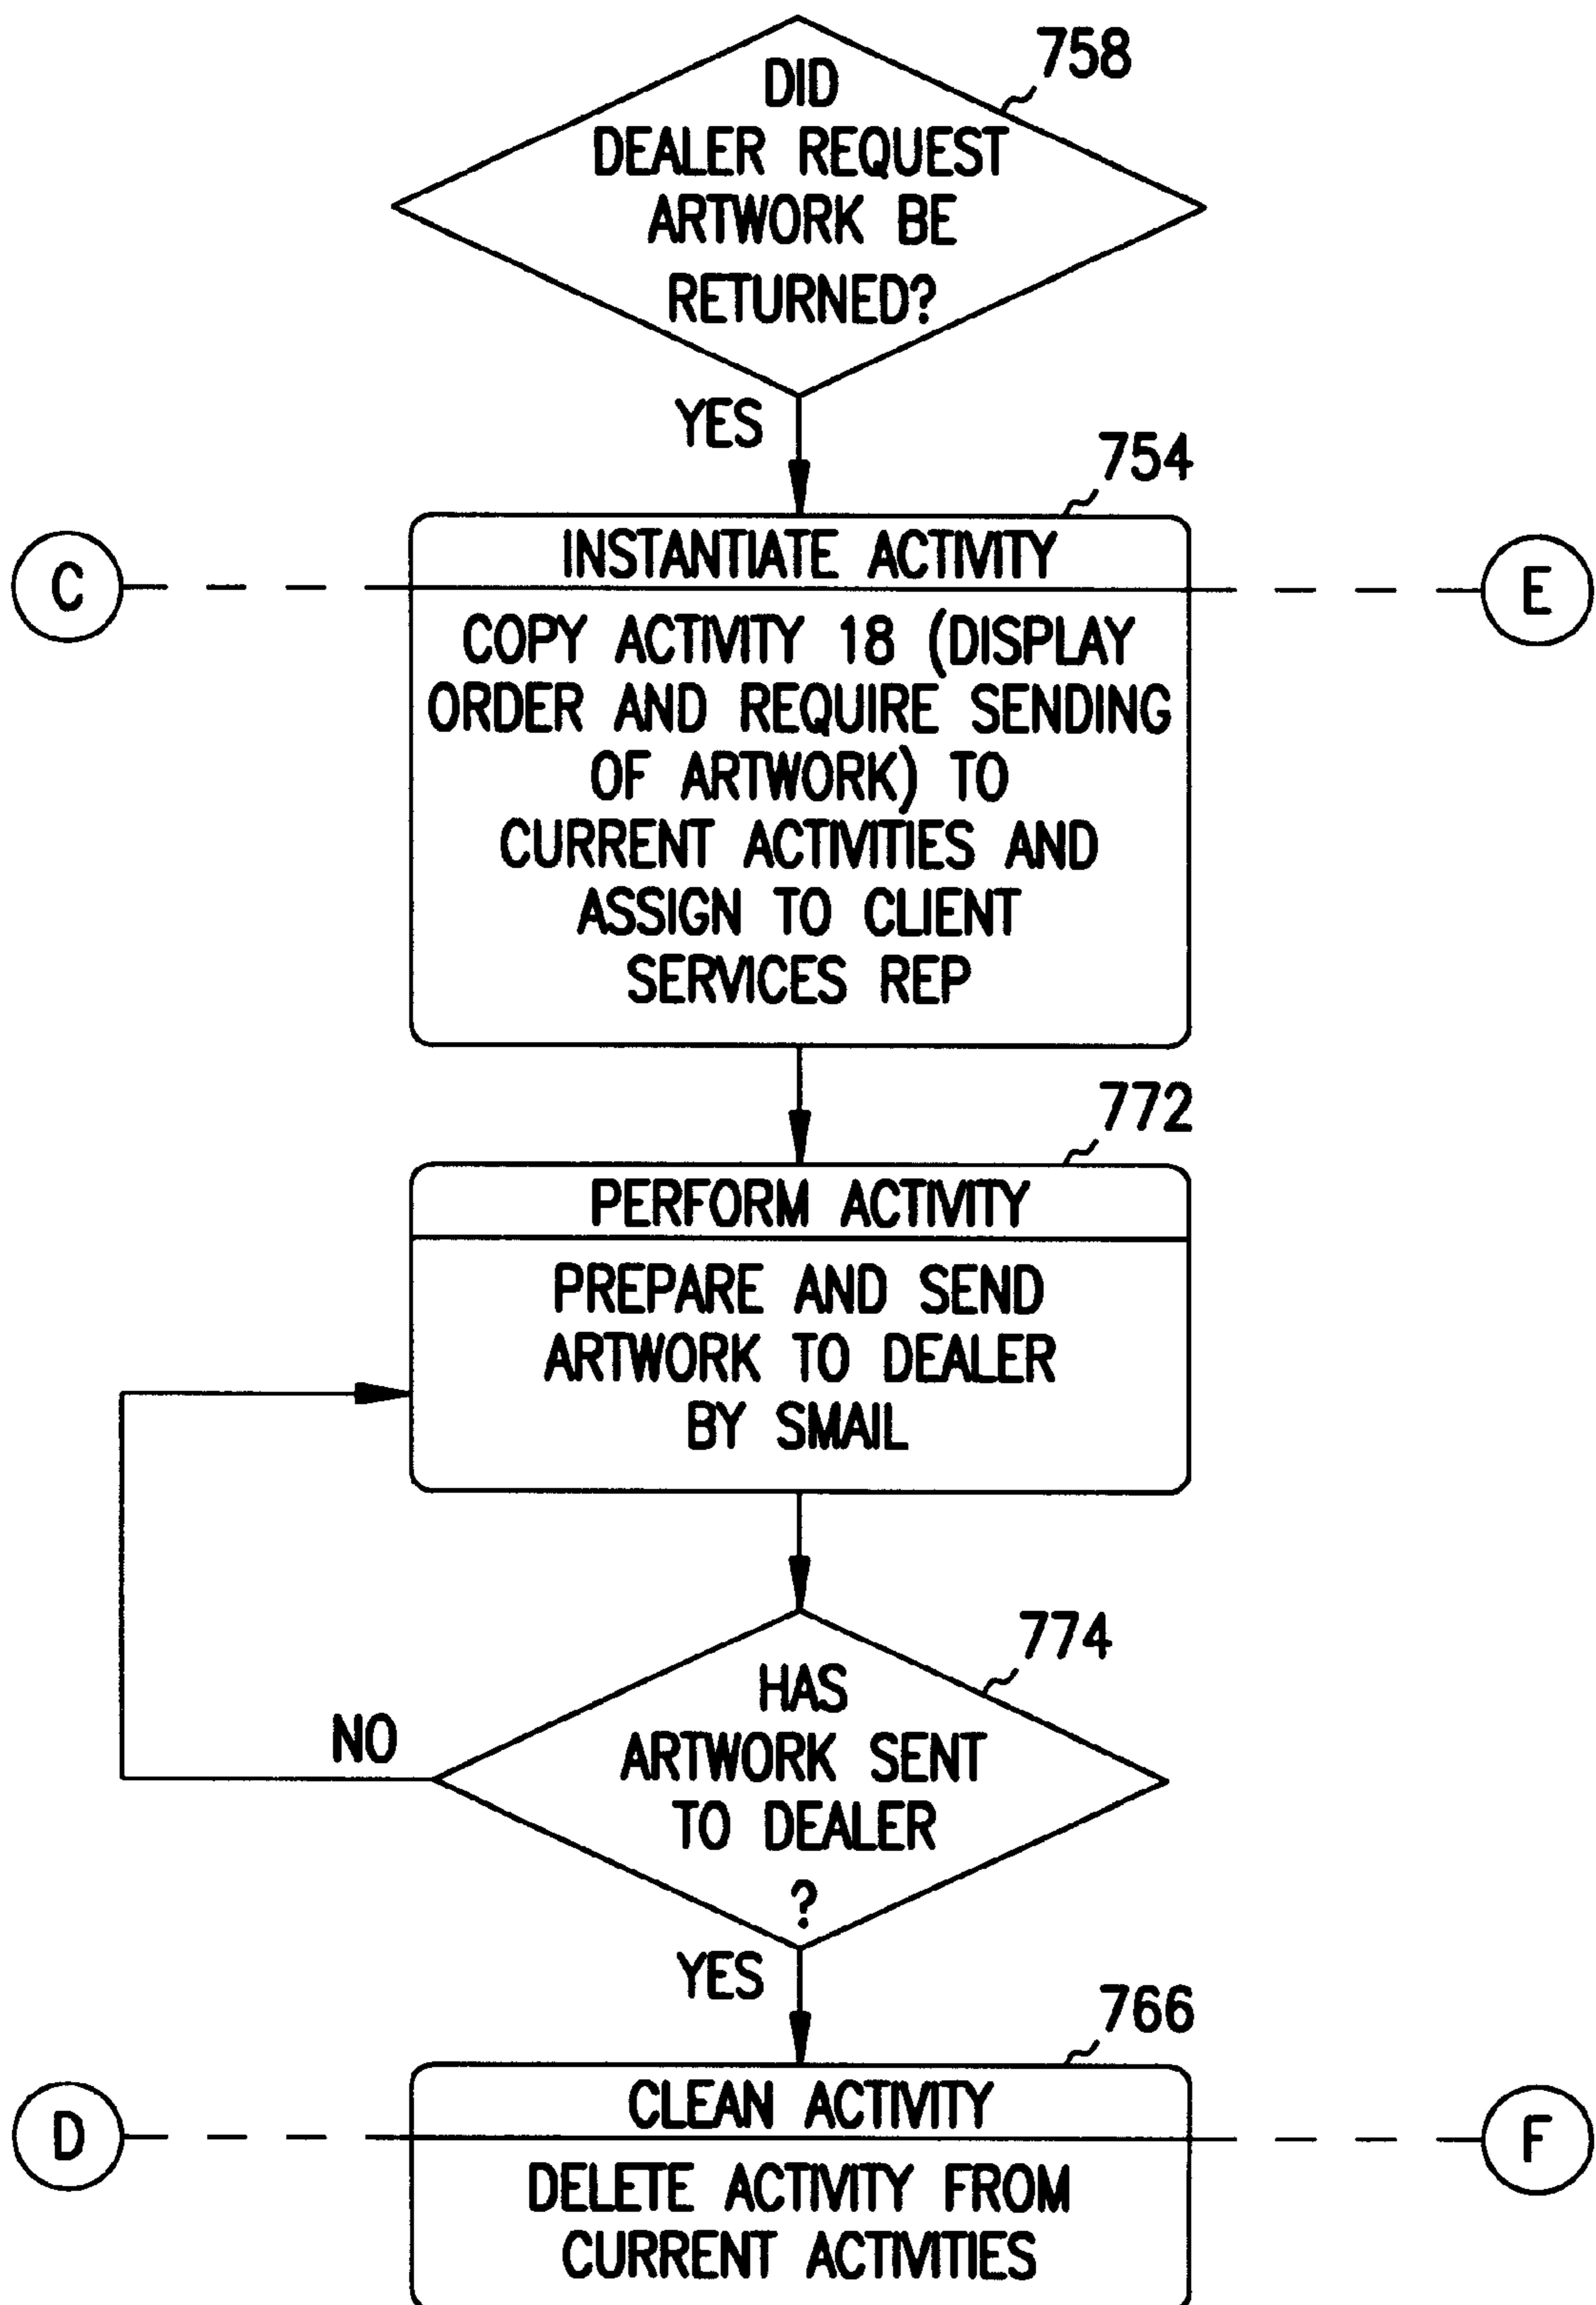 758
DID
DEALER REQUEST
ARTWORK BE
RETURNED?
YES
754
INSTANTIATE ACTIVITY
C
E
COPY ACTIVITY 18 (DISPLAY
ORDER AND REQUIRE SENDING
OF ARTWORK) TO
CURRENT ACTIVITIES AND
ASSIGN TO CLIENT
SERVICES REP
772
PERFORM ACTIVITY
PREPARE AND SEND
ARTWORK TO DEALER
BY SMAIL
774
HAS
ARTWORK SENT
TO DEALER
?
NO
YES
766
CLEAN ACTIVITY
D
F
DELETE ACTIVITY FROM
CURRENT ACTIVITIES